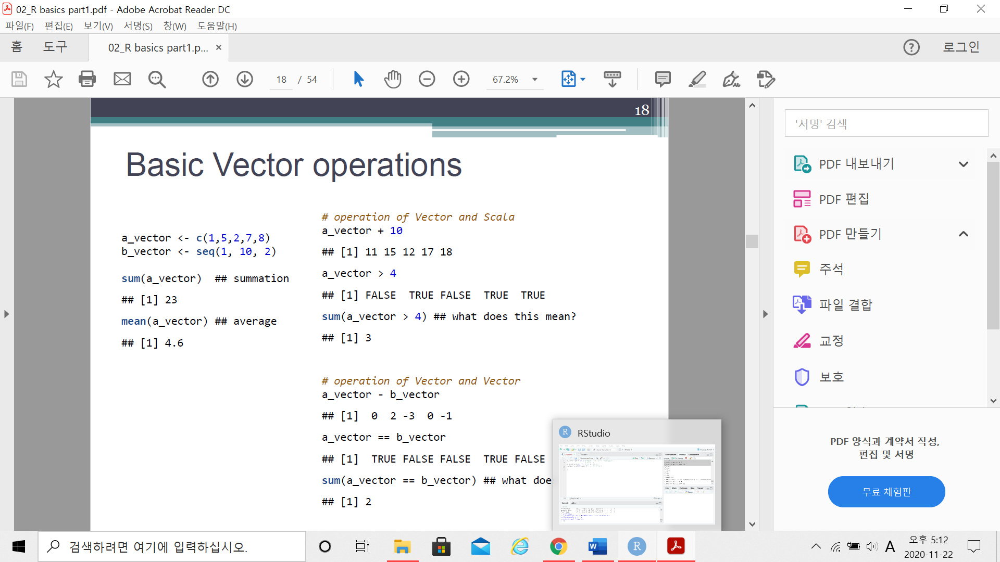 02_R basics part1.pdf - Adobe Acrobat Reader DC
파일(F) 편집(E) 보기(V) 서명(S) 창(W) 도움말(H)
홈 도구 02_R basics part1.p... × ? 로그인
18 / 54 67.2%
18
Basic Vector operations
a_vector <- c(1,5,2,7,8)
b_vector <- seq(1, 10, 2)
sum(a_vector) ## summation
## [1] 23
mean(a_vector) ## average
## [1] 4.6
# operation of Vector and Scala
a_vector + 10
## [1] 11 15 12 17 18
a_vector > 4
## [1] FALSE TRUE FALSE TRUE TRUE
sum(a_vector > 4) ## what does this mean?
## [1] 3
# operation of Vector and Vector
a_vector - b_vector
## [1] 0 2 -3 0 -1
a_vector == b_vector
## [1] TRUE FALSE FALSE TRUE FALSE
sum(a_vector == b_vector) ## what doe
## [1] 2
R RStudio
'서명' 검색
PDF 내보내기
PDF 편집
PDF 만들기
주석
파일 결합
교정
보호
PDF 양식과 계약서 작성,
편집 및 서명
무료 체험판
검색하려면 여기에 입력하십시오.
A
오후 5:12
2020-11-22